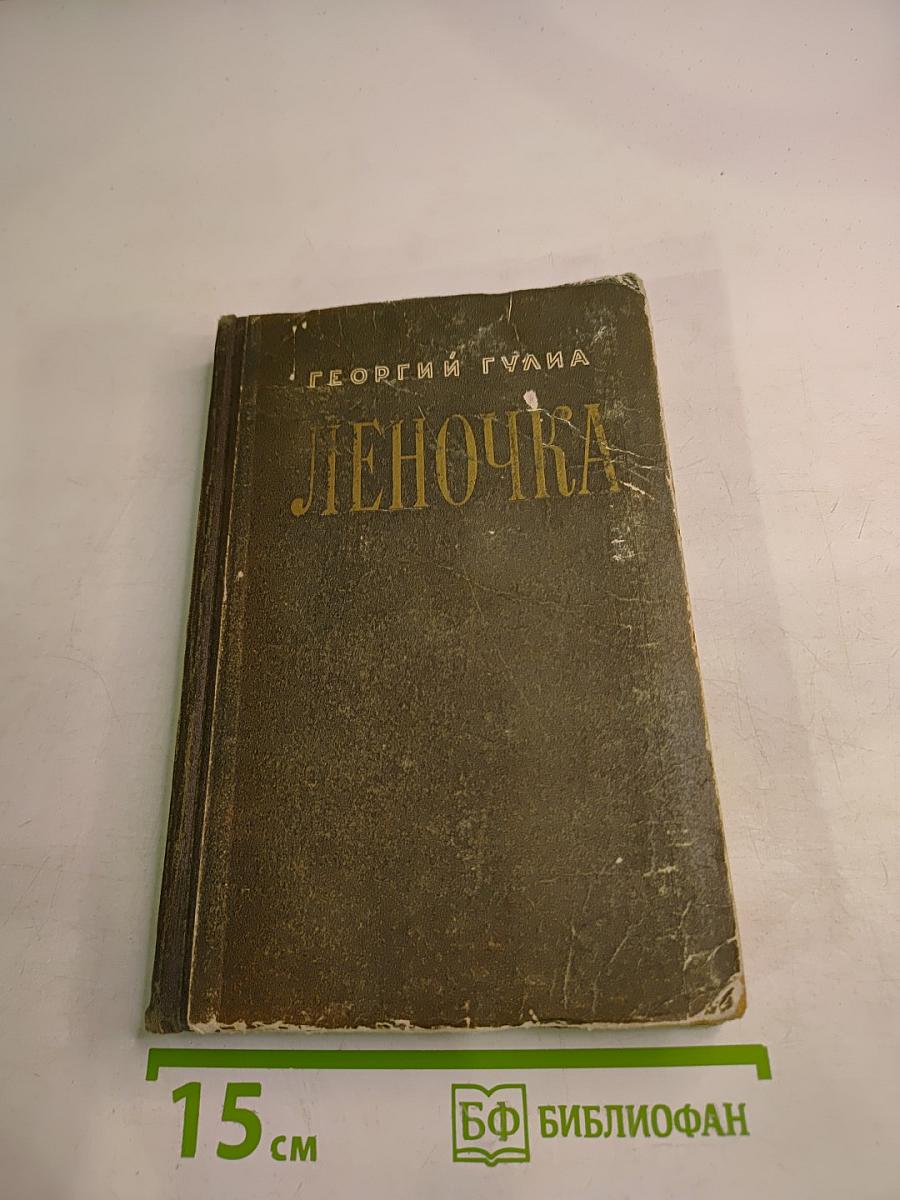 ГЕОРГИЙ ГУЛИА
ЛЕНОЧКА
15 см
БФ БИБЛИОФАН